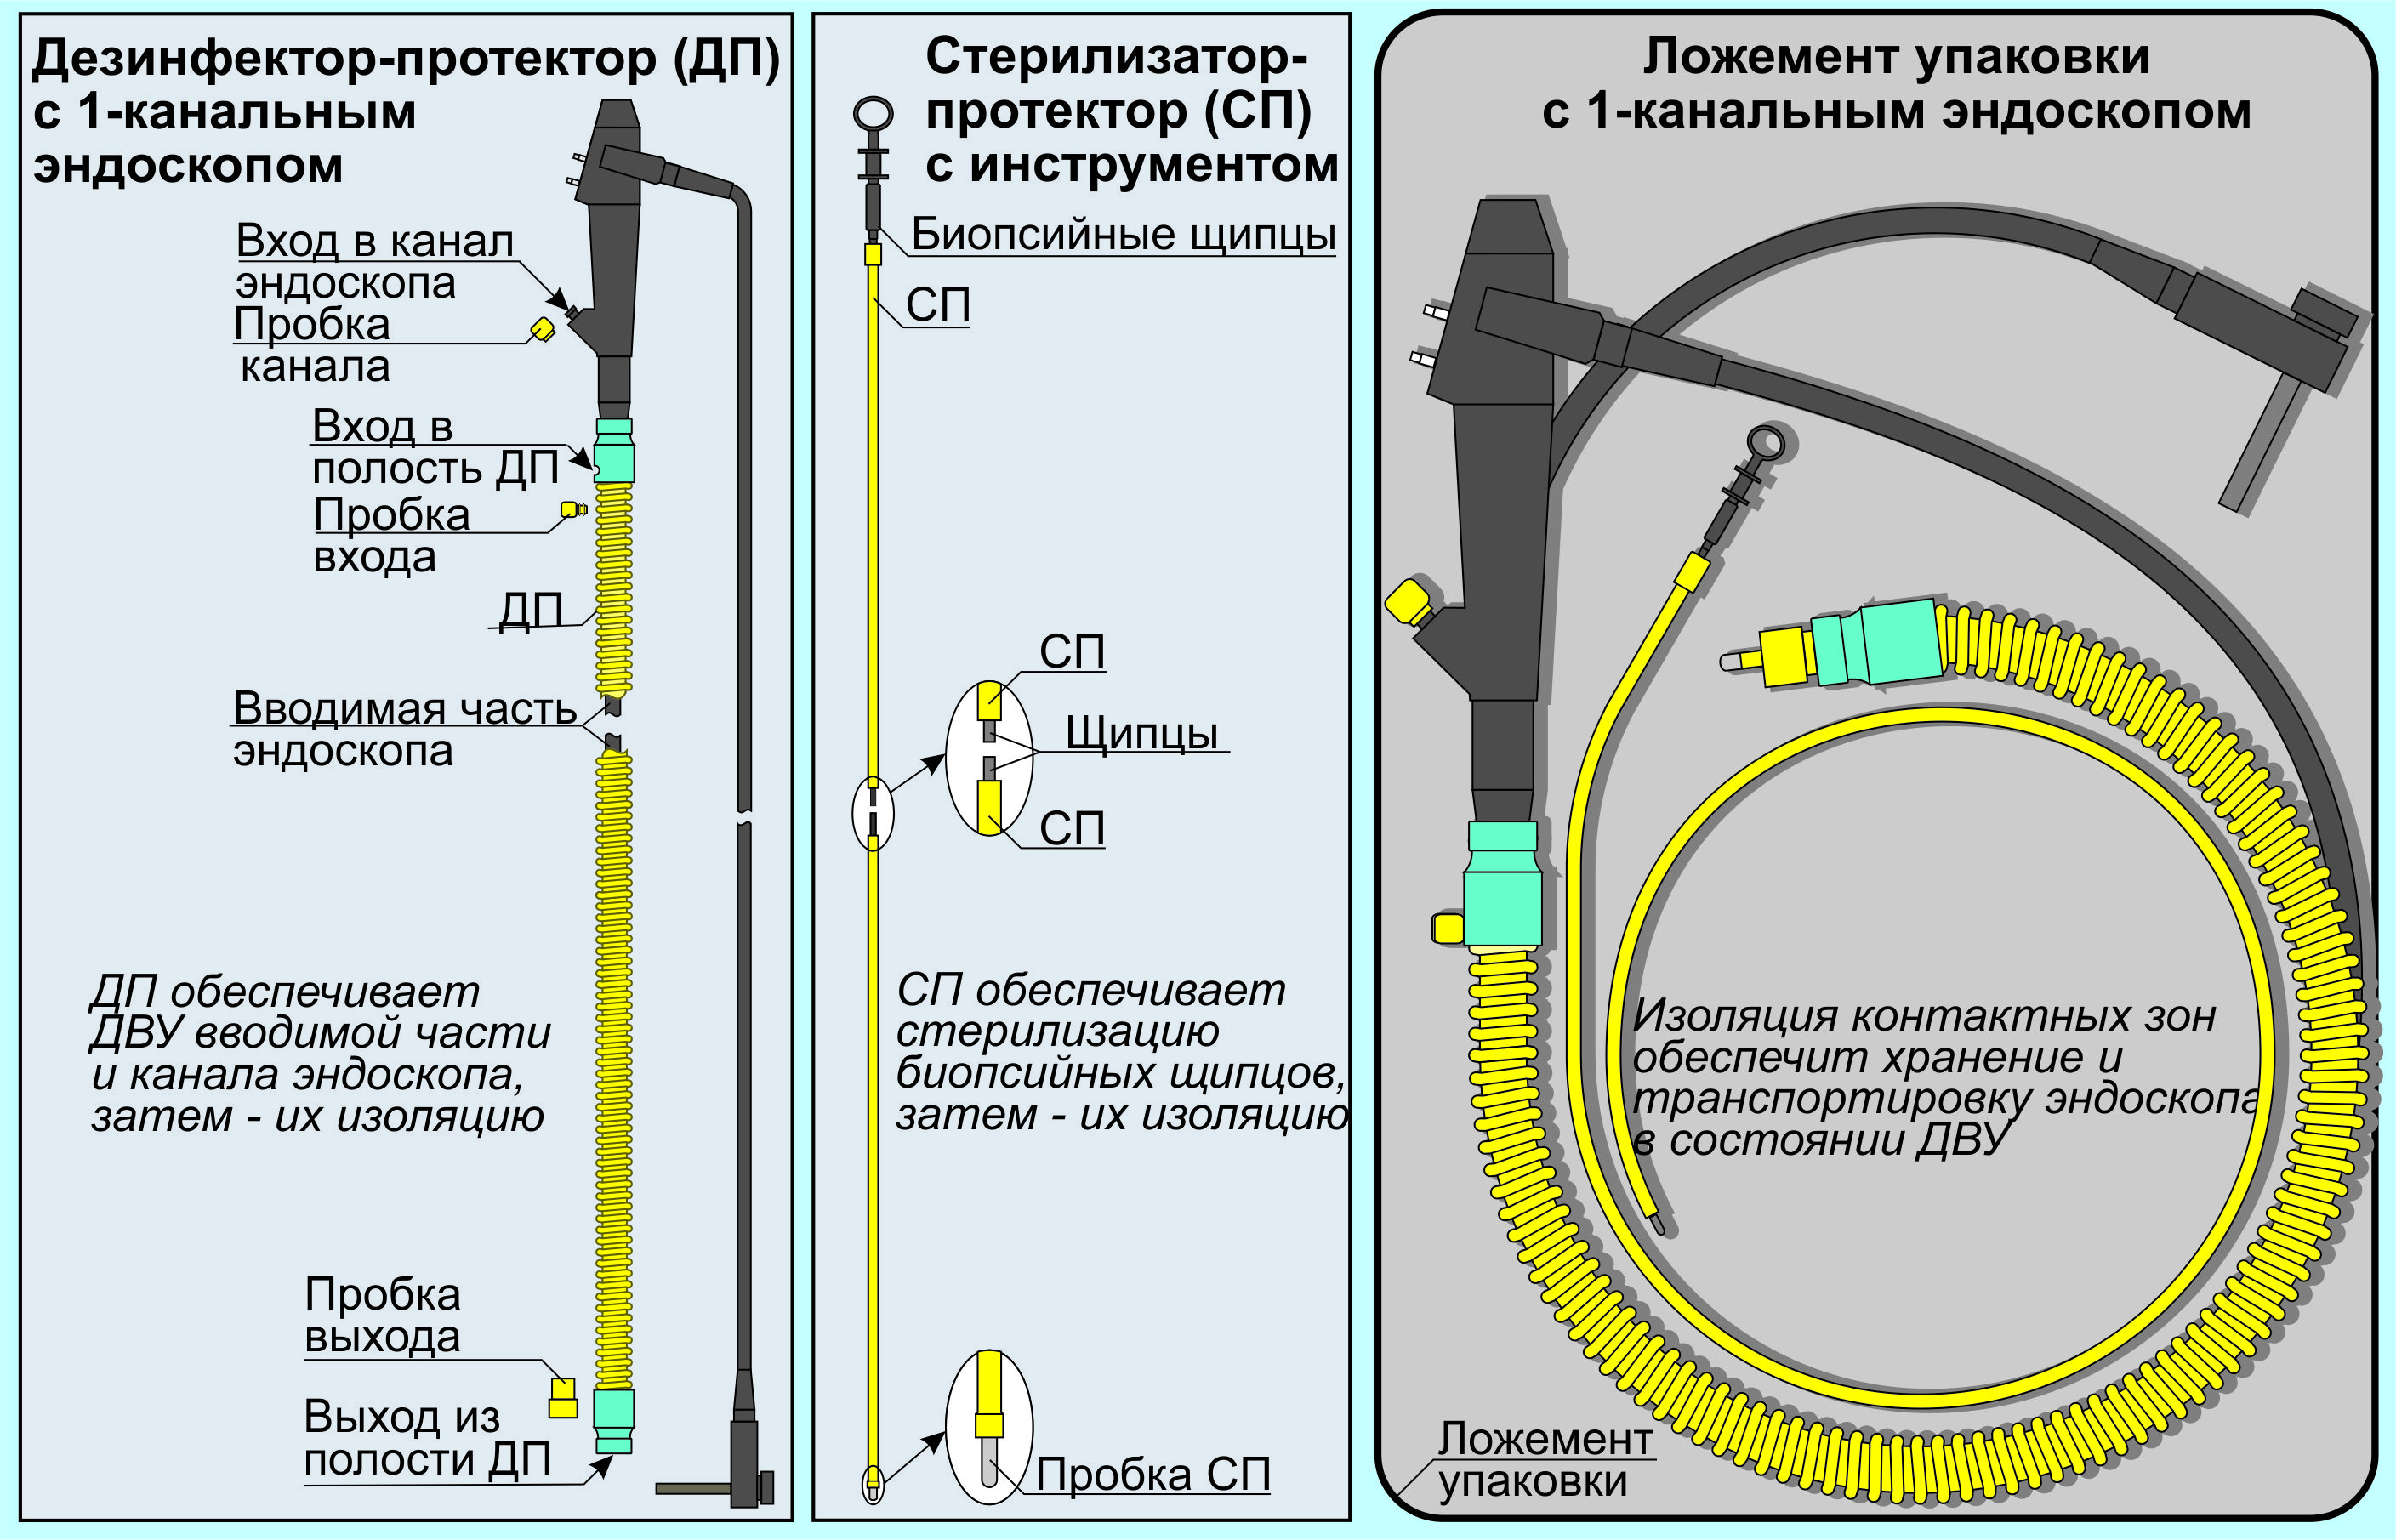 Дезинфектор-протектор (ДП)
с 1-канальным
эндоскопом
Вход в канал
эндоскопа
Пробка
канала
Вход в
полость ДП
Пробка
входа
ДП
Вводимая часть
эндоскопа
ДП обеспечивает
ДВУ вводимой части
и канала эндоскопа,
затем - их изоляцию
Пробка
выхода
Выход из
полости ДП
Стерилизатор-
протектор (СП)
с инструментом
Биопсийные щипцы
СП
СП
Щипцы
СП
СП обеспечивает
стерилизацию
биопсийных щипцов,
затем - их изоляцию
Пробка СП
Ложемент упаковки
с 1-канальным эндоскопом
Изоляция контактных зон
обеспечит хранение и
транспортировку эндоскопа
в состоянии ДВУ
Ложемент
упаковки